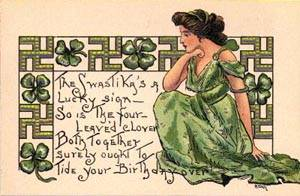 The Swastika's a
Lucky sign—
So is the Four-
Leaved Clover
Both Together
surely ought to
Tide your Birthday over